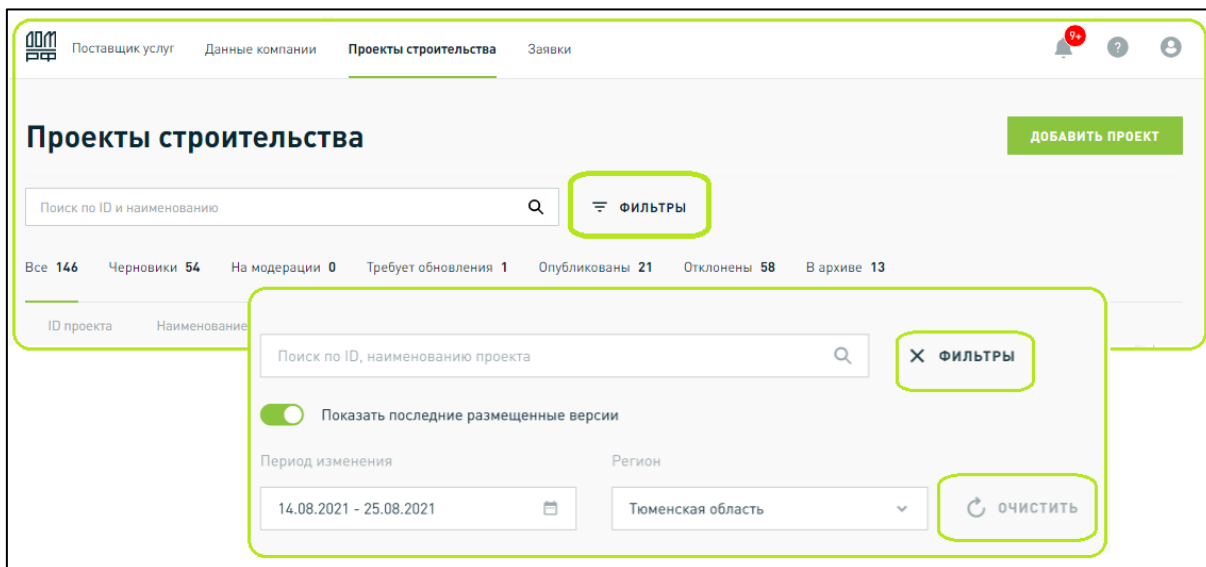 ДОМ РФ Поставщик услуг Данные компании Проекты строительства Заявки 9+ ?
Проекты строительства ДОБАВИТЬ ПРОЕКТ
Поиск по ID и наименованию ФИЛЬТРЫ
Все 146 Черновики 54 На модерации 0 Требует обновления 1 Опубликованы 21 Отклонены 58 В архиве 13
ID проекта Наименование
Поиск по ID, наименованию проекта ФИЛЬТРЫ
Показать последние размещенные версии
Период изменения Регион
14.08.2021 - 25.08.2021 Тюменская область ОЧИСТИТЬ